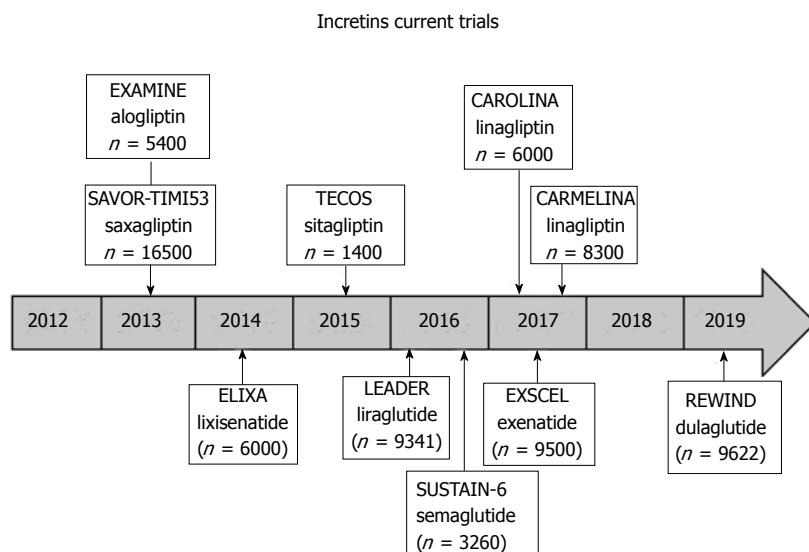 Incretins current trials
EXAMINE
alogliptin
n = 5400
SAVOR-TIMI53
saxagliptin
n = 16500
TECOS
sitagliptin
n = 1400
CAROLINA
linagliptin
n = 6000
CARMELINA
linagliptin
n = 8300
2012 2013 2014 2015 2016 2017 2018 2019
ELIXA
lixisenatide
(n = 6000)
LEADER
liraglutide
(n = 9341)
SUSTAIN-6
semaglutide
(n = 3260)
EXSCEL
exenatide
(n = 9500)
REWIND
dulaglutide
(n = 9622)